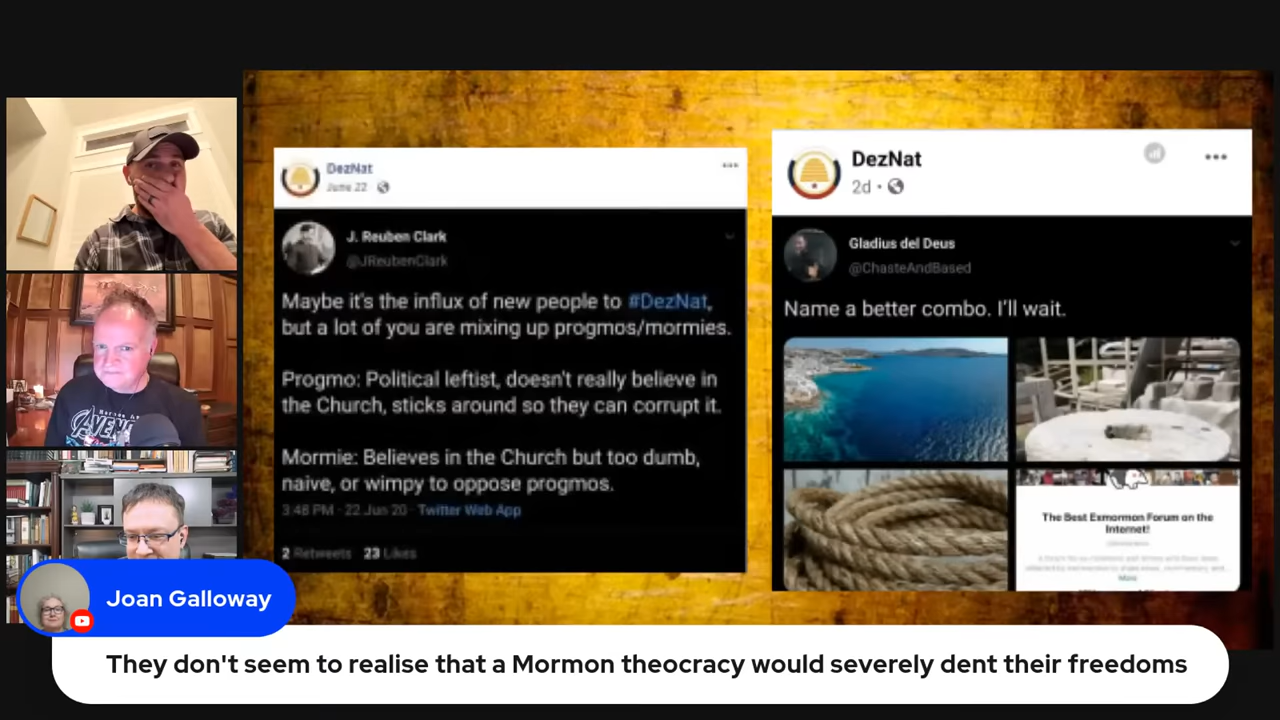 DezNat
June 22
J. Reuben Clark
@JReubenClark
Maybe it's the influx of new people to #DezNat,
but a lot of you are mixing up progmos/mormies.
Progmo: Political leftist, doesn't really believe in
the Church, sticks around so they can corrupt it.
Mormie: Believes in the Church but too dumb,
naive, or wimpy to oppose progmos.
3:48 PM · 22 Jun 20 · Twitter Web App
2 Retweets 23 Likes
DezNat
2d
Gladius del Deus
@ChasteAndBased
Name a better combo. I'll wait.
The Best Exmormon Forum on the
Internet!
More
AVEN
Joan Galloway
They don't seem to realise that a Mormon theocracy would severely dent their freedoms